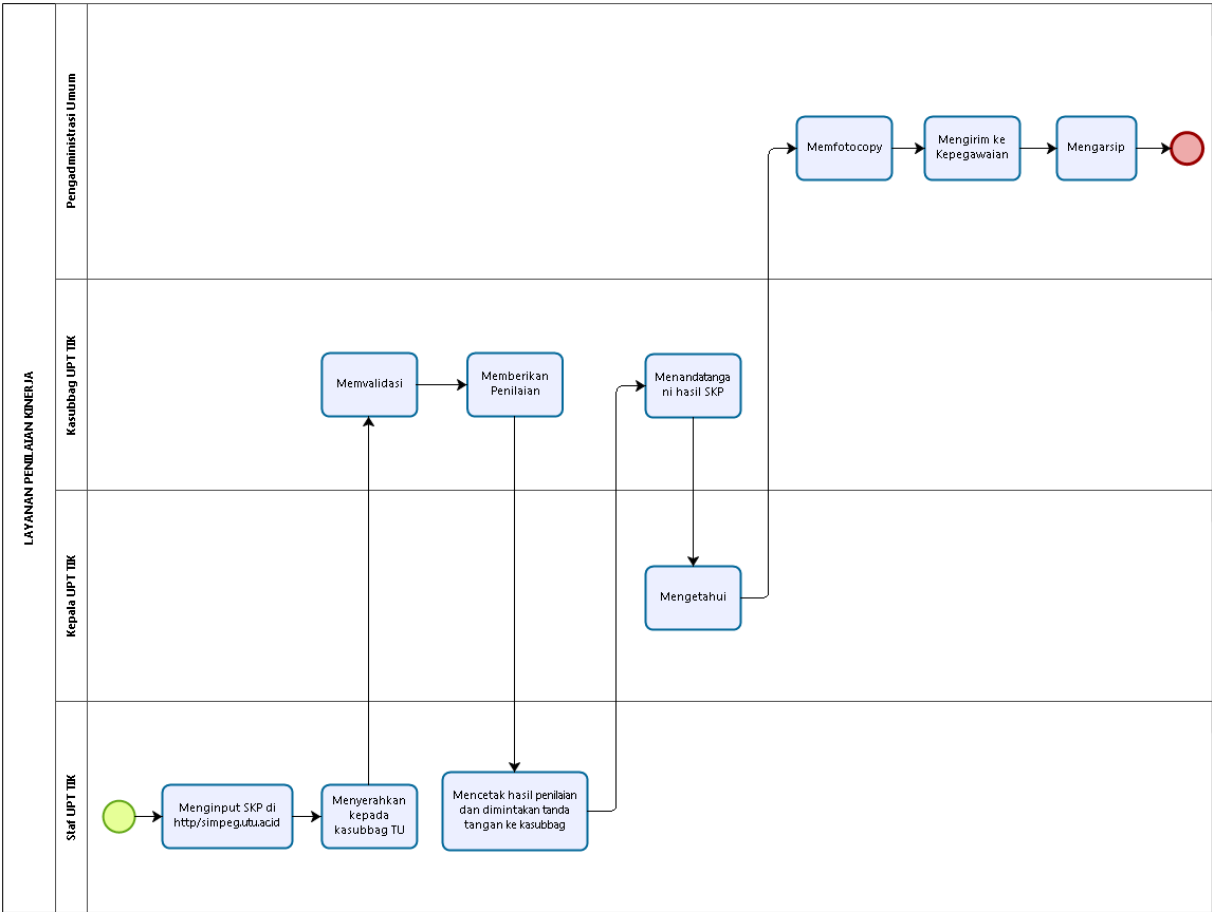 LAYANAN PENILAIAN KINERJA
Pengadministrasi Umum
Memfotocopy
Mengirim ke
Kepegawaian
Mengarsip
Kasubbag UPT TIK
Memvalidasi
Memberikan
Penilaian
Menandatanga
ni hasil SKP
Kepala UPT TIK
Mengetahui
Staf UPT TIK
Menginput SKP di
http/simpeg.utu.ac.id
Menyerahkan
kepada
kasubbag TU
Mencetak hasil penilaian
dan dimintakan tanda
tangan ke kasubbag